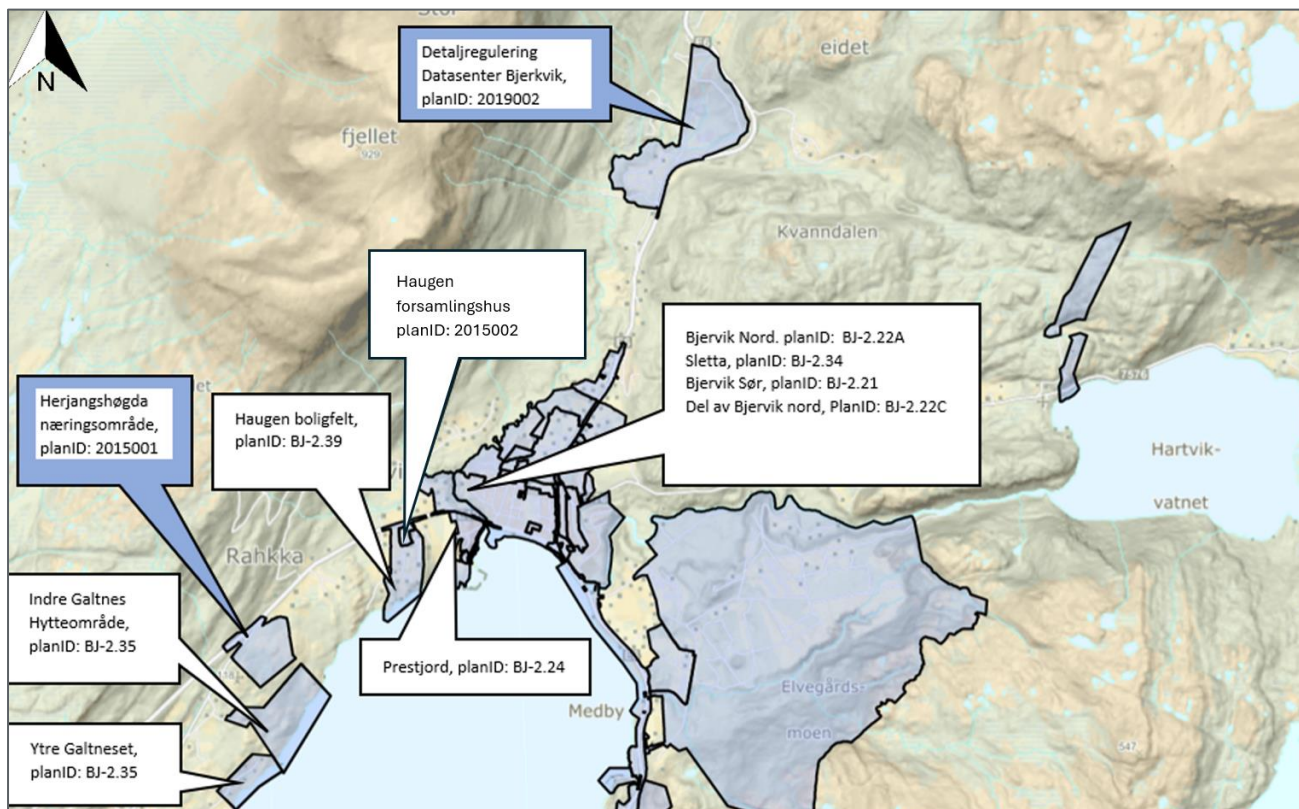 Stor
N
Detaljregulering
Datasenter Bjerkvik,
planID: 2019002
eidet
fjellet
929
Kvanndalen
Haugen
forsamlingshus
planID: 2015002
Bjervik Nord. planID: BJ-2.22A
Sletta, planID: BJ-2.34
Bjervik Sør, planID: BJ-2.21
Del av Bjervik nord, PlanID: BJ-2.22C
7576
Herjangshøgda
næringsområde,
planID: 2015001
Haugen boligfelt,
planID: BJ-2.39
Hartvik-
vatnet
Rahkka
Indre Galtnes
Hytteområde,
planID: BJ-2.35
Prestjord, planID: BJ-2.24
Elvegårds-
moen
Medby
Ytre Galtneset,
planID: BJ-2.35
547